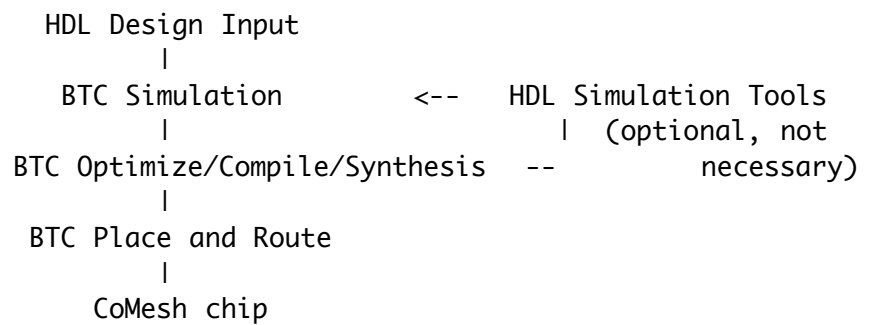 HDL Design Input
|
BTC Simulation <-- HDL Simulation Tools
| | (optional, not
BTC Optimize/Compile/Synthesis -- necessary)
|
BTC Place and Route
|
CoMesh chip